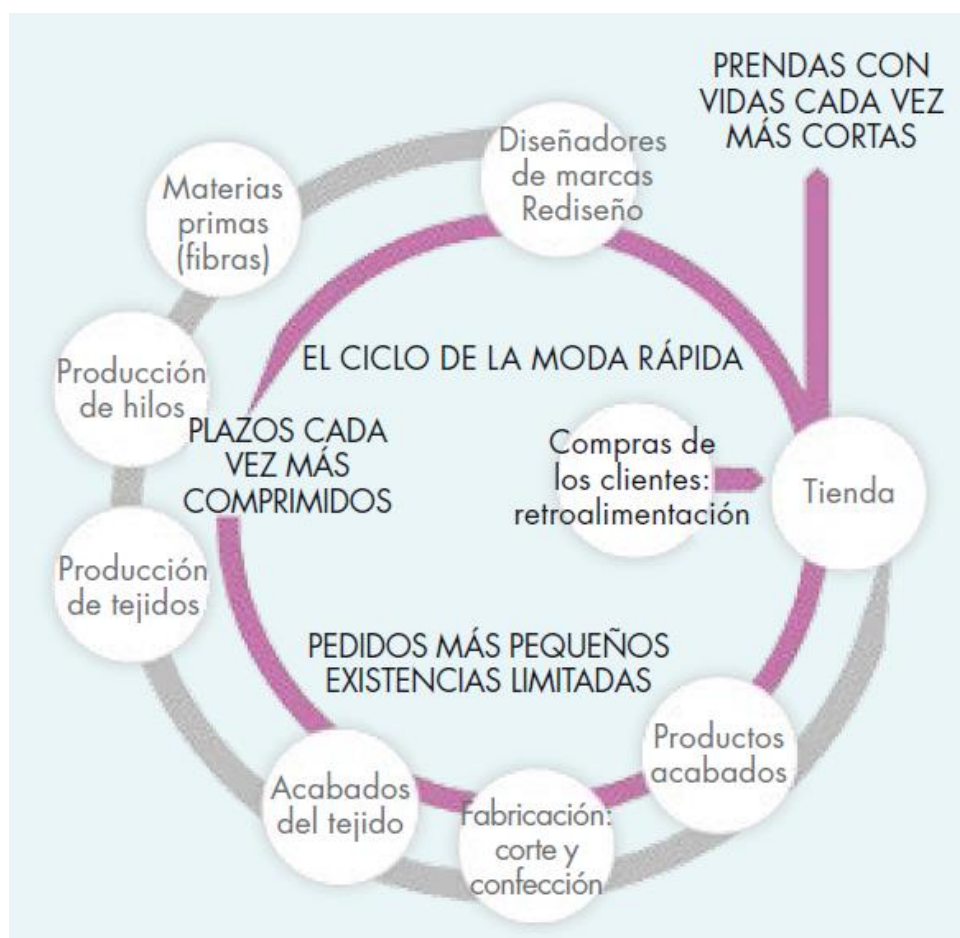 PRENDAS CON
VIDAS CADA VEZ
MÁS CORTAS
Diseñadores
de marcas
Rediseño
Materias
primas
(fibras)
EL CICLO DE LA MODA RÁPIDA
Producción
de hilos
PLAZOS CADA
VEZ MÁS
COMPRIMIDOS
Compras de
los clientes:
retroalimentación
Tienda
Producción
de tejidos
PEDIDOS MÁS PEQUEÑOS
EXISTENCIAS LIMITADAS
Productos
acabados
Acabados
del tejido
Fabricación:
corte y
confección